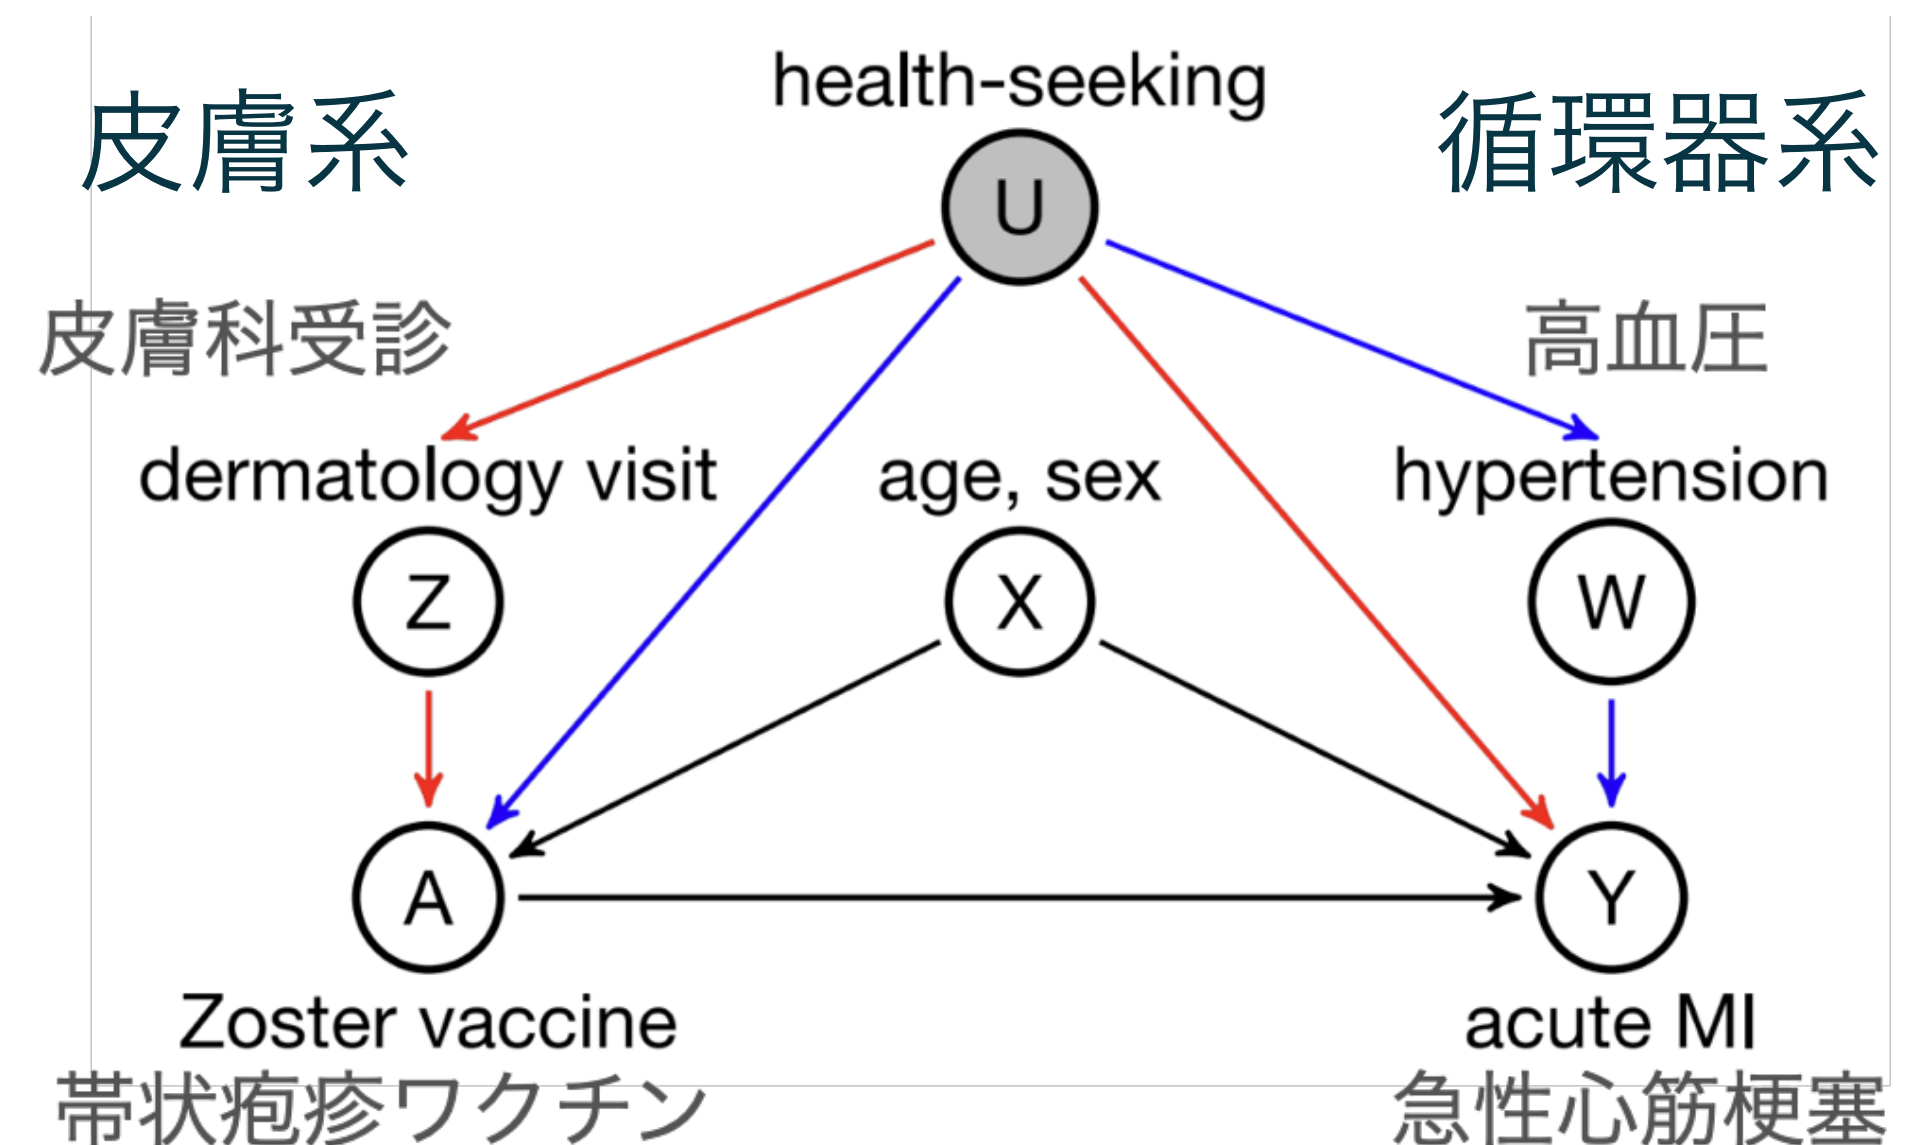 health-seeking
皮膚系
U
循環器系
皮膚科受診
高血圧
dermatology visit
age, sex
hypertension
Z
X
W
A
Y
Zoster vaccine
acute MI
帯状疱疹ワクチン
急性心筋梗塞